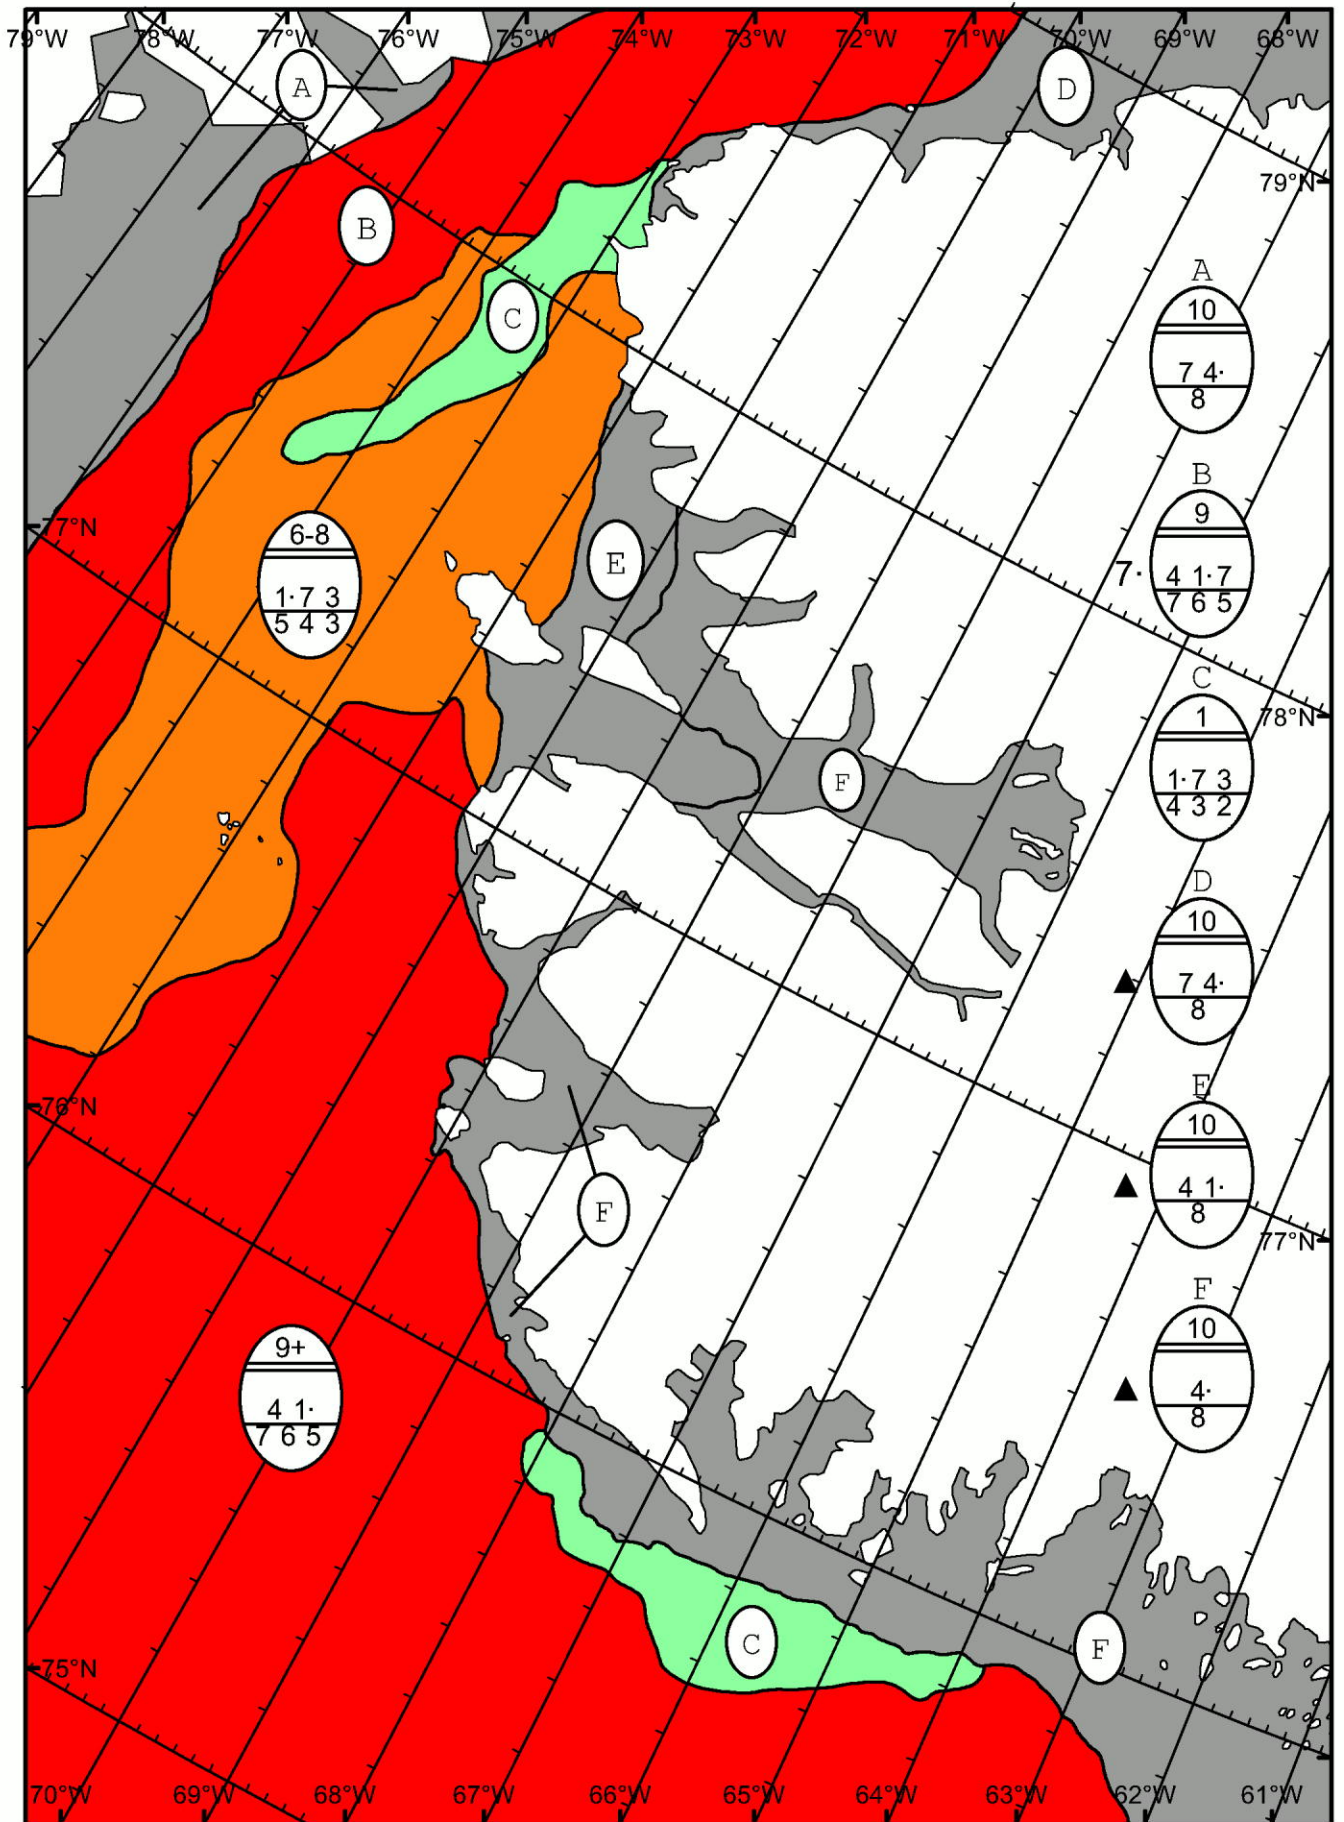 79°W 78°W 77°W 76°W 75°W 74°W 73°W 72°W 71°W 70°W 69°W 68°W
A
D
79°N
B
A
10
7 4·
8
C
B
9
7· 4 1·7
7 6 5
77°N
6-8
1·7 3
5 4 3
E
C
1
1·7 3
4 3 2
78°N
F
D
10
▲ 7 4·
8
76°N
E
10
▲ 4 1·
8
F
77°N
F
10
▲ 4·
8
9+
4 1·
7 6 5
C
F
75°N
70°W 69°W 68°W 67°W 66°W 65°W 64°W 63°W 62°W 61°W